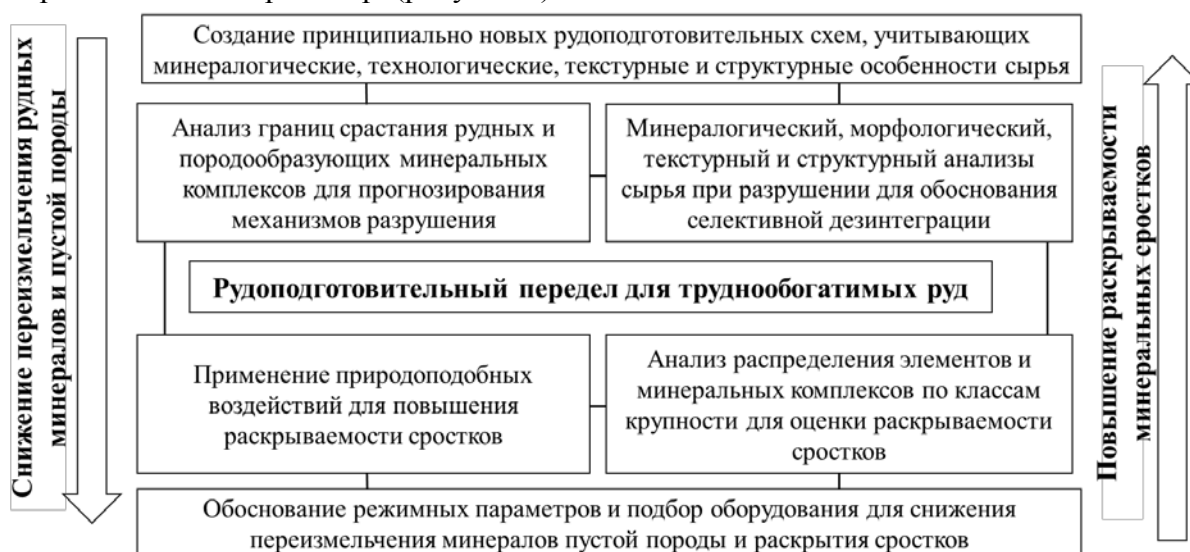 Создание принципиально новых рудоподготовительных схем, учитывающих
минералогические, технологические, текстурные и структурные особенности сырья
Снижение переизмельчения рудных
минералов и пустой породы
Анализ границ срастания рудных и
породообразующих минеральных
комплексов для прогнозирования
механизмов разрушения
Минералогический, морфологический,
текстурный и структурный анализы
сырья при разрушении для обоснования
селективной дезинтеграции
Повышение раскрываемости
минеральных сростков
Рудоподготовительный передел для труднообогатимых руд
Применение природоподобных
воздействий для повышения
раскрываемости сростков
Анализ распределения элементов и
минеральных комплексов по классам
крупности для оценки раскрываемости
сростков
Обоснование режимных параметров и подбор оборудования для снижения
переизмельчения минералов пустой породы и раскрытия сростков